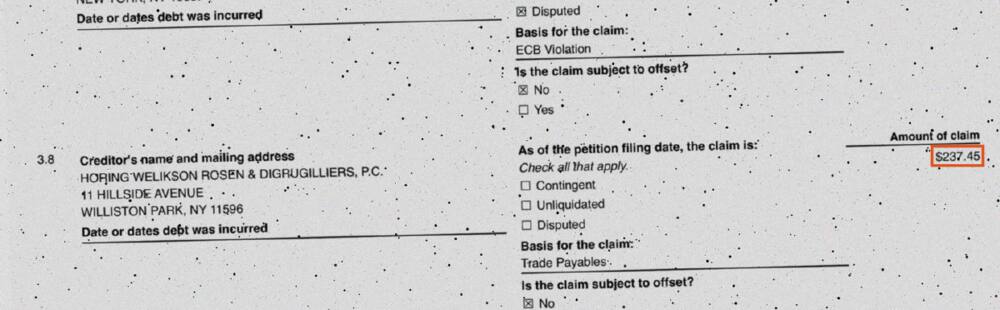 Date or dates debt was incurred
☒ Disputed
Basis for the claim:
ECB Violation
Is the claim subject to offset?
☒ No
☐ Yes
3.8 Creditor's name and mailing address
HORING WELIKSON ROSEN & DIGRUGILLIERS, P.C.
11 HILLSIDE AVENUE
WILLISTON PARK, NY 11596
Date or dates debt was incurred
As of the petition filing date, the claim is:
Check all that apply.
☐ Contingent
☐ Unliquidated
☐ Disputed
Basis for the claim:
Trade Payables
Is the claim subject to offset?
☒ No
Amount of claim
$237.45